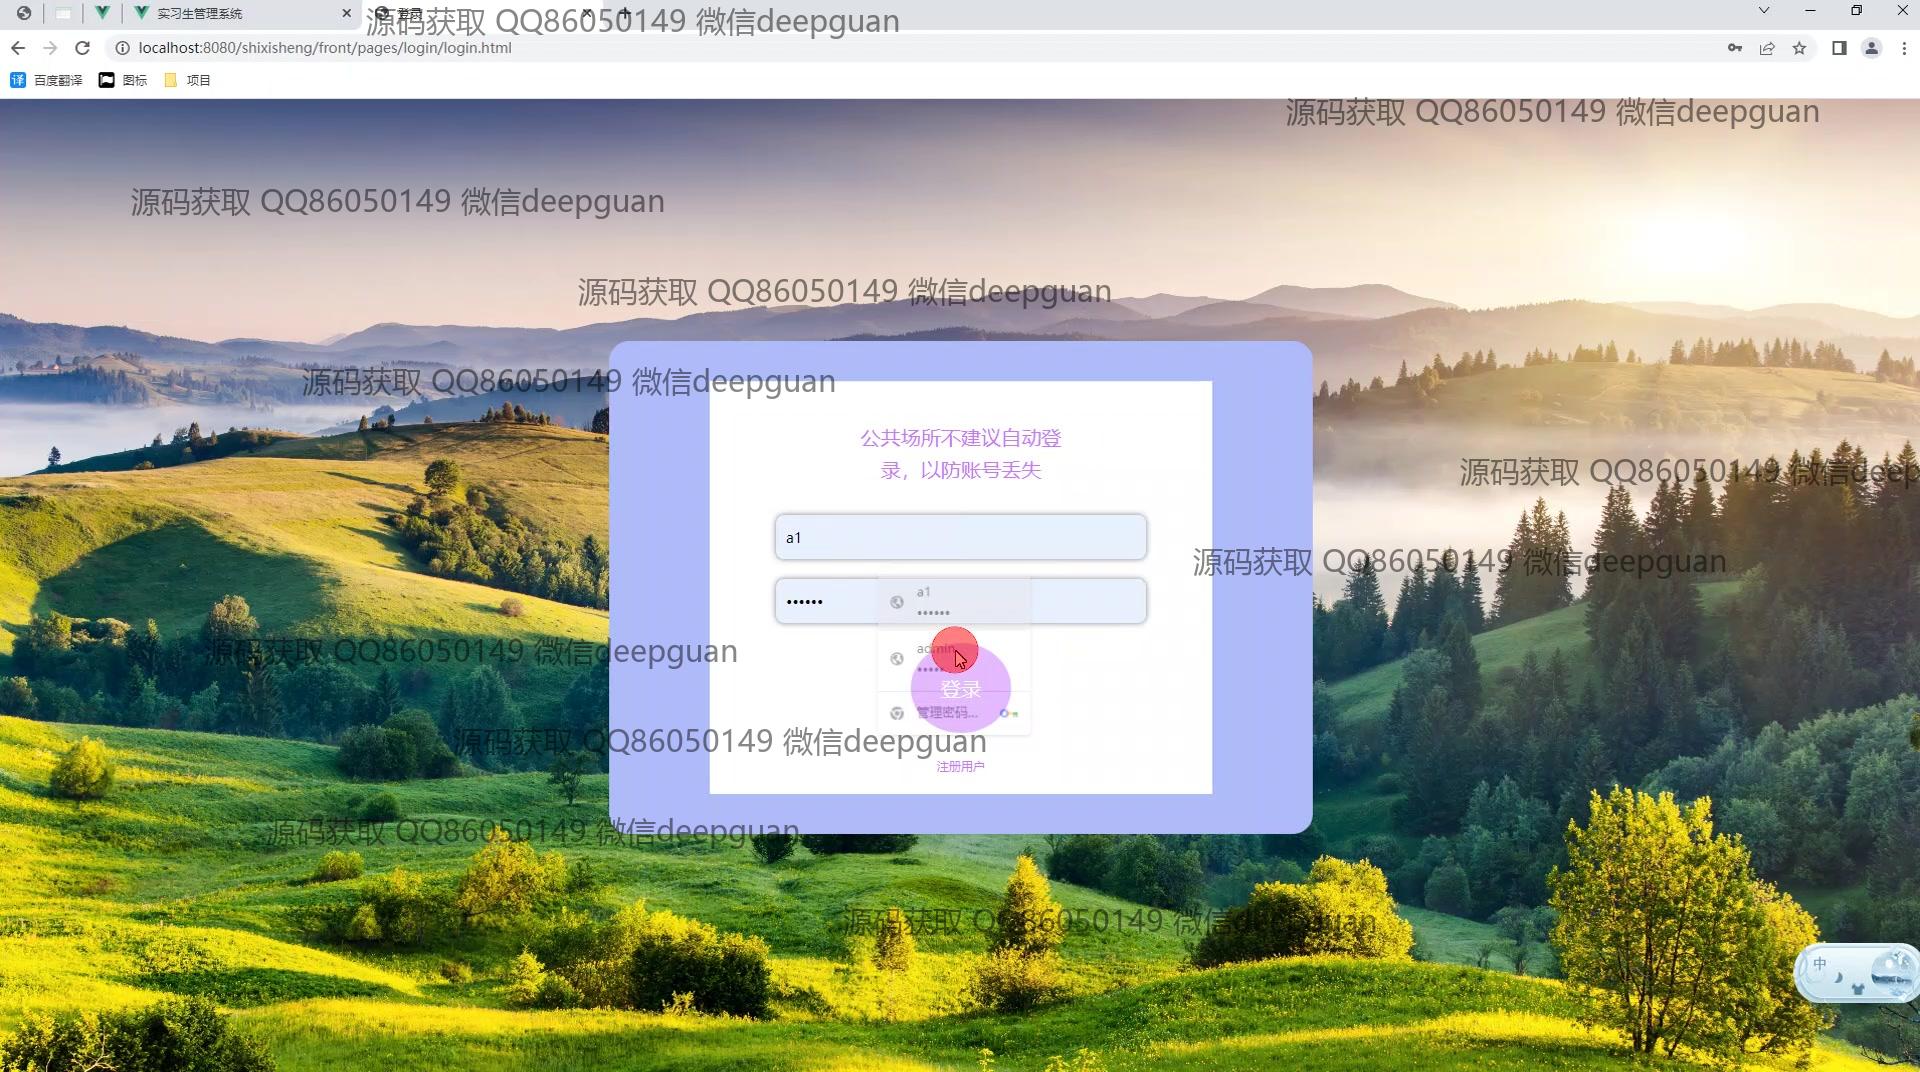 实习生管理系统
登录
源码获取 QQ86050149 微信deepguan
localhost:8080/shixisheng/front/pages/login/login.html
译 百度翻译 图标 项目
源码获取 QQ86050149 微信deepguan
源码获取 QQ86050149 微信deepguan
源码获取 QQ86050149 微信deepguan
源码获取 QQ86050149 微信deepguan
公共场所不建议自动登
录，以防账号丢失
源码获取 QQ86050149 微信deep
a1
源码获取 QQ86050149 微信deepguan
a1
••••••
••••••
源码获取 QQ86050149 微信deepguan
admin
登录
管理密码...
源码获取 QQ86050149 微信deepguan
注册用户
源码获取 QQ86050149 微信deepguan
源码获取 QQ86050149 微信deepguan
中